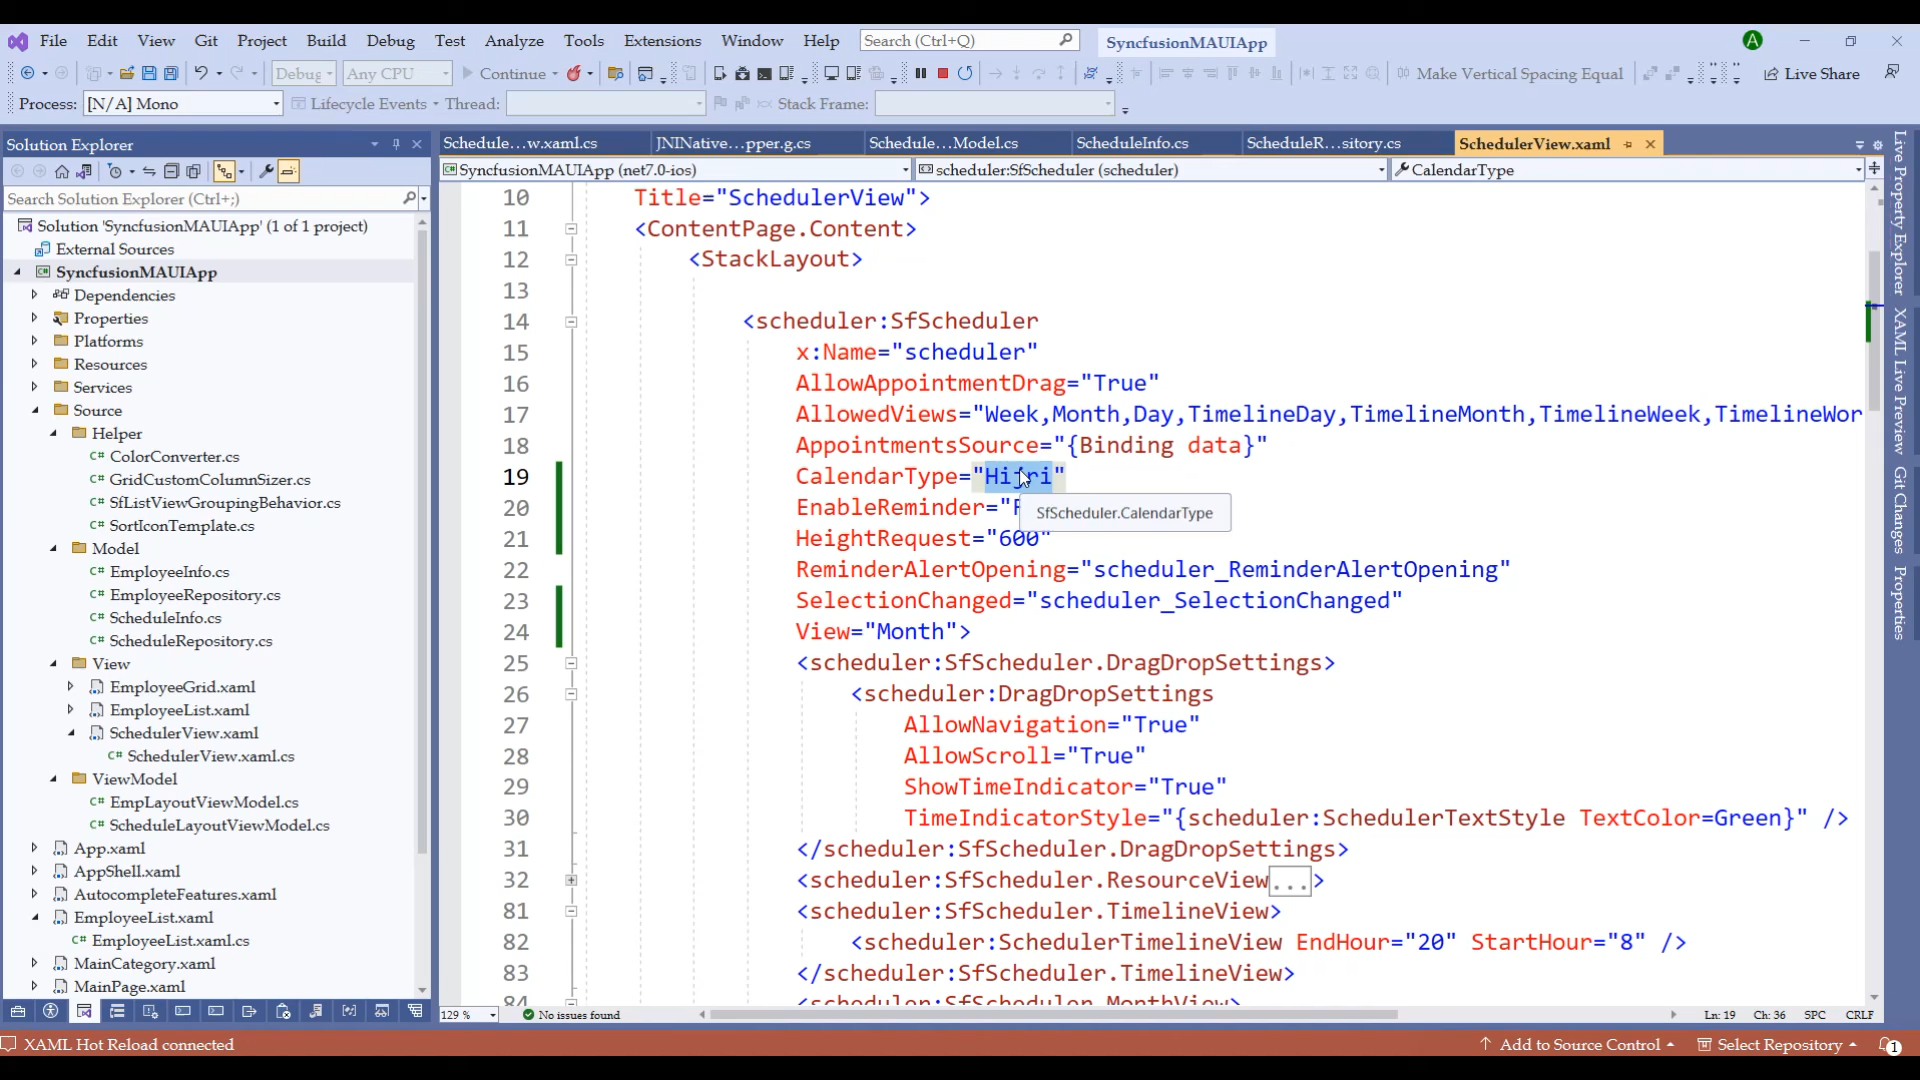 File Edit View Git Project Build Debug Test Analyze Tools Extensions Window Help Search (Ctrl+Q) SyncfusionMAUIApp A
Debug Any CPU Continue Make Vertical Spacing Equal Live Share
Process: [N/A] Mono Lifecycle Events Thread: Stack Frame:
Solution Explorer
Search Solution Explorer (Ctrl+;)
Solution 'SyncfusionMAUIApp' (1 of 1 project)
External Sources
SyncfusionMAUIApp
Dependencies
Properties
Platforms
Resources
Services
Source
Helper
C# ColorConverter.cs
C# GridCustomColumnSizer.cs
C# SfListViewGroupingBehavior.cs
C# SortIconTemplate.cs
Model
C# EmployeeInfo.cs
C# EmployeeRepository.cs
C# ScheduleInfo.cs
C# ScheduleRepository.cs
View
EmployeeGrid.xaml
EmployeeList.xaml
SchedulerView.xaml
C# SchedulerView.xaml.cs
ViewModel
C# EmpLayoutViewModel.cs
C# ScheduleLayoutViewModel.cs
App.xaml
AppShell.xaml
AutocompleteFeatures.xaml
EmployeeList.xaml
C# EmployeeList.xaml.cs
MainCategory.xaml
MainPage.xaml
Schedule...w.xaml.cs JNINative...pper.g.cs Schedule...Model.cs ScheduleInfo.cs ScheduleR...sitory.cs SchedulerView.xaml
SyncfusionMAUIApp (net7.0-ios) scheduler:SfScheduler (scheduler) CalendarType
10 Title="SchedulerView">
11 <ContentPage.Content>
12 <StackLayout>
13
14 <scheduler:SfScheduler
15 x:Name="scheduler"
16 AllowAppointmentDrag="True"
17 AllowedViews="Week,Month,Day,TimelineDay,TimelineMonth,TimelineWeek,TimelineWor
18 AppointmentsSource="{Binding data}"
19 CalendarType="Hijri"
20 EnableReminder="F
SfScheduler.CalendarType
21 HeightRequest="600"
22 ReminderAlertOpening="scheduler_ReminderAlertOpening"
23 SelectionChanged="scheduler_SelectionChanged"
24 View="Month">
25 <scheduler:SfScheduler.DragDropSettings>
26 <scheduler:DragDropSettings
27 AllowNavigation="True"
28 AllowScroll="True"
29 ShowTimeIndicator="True"
30 TimeIndicatorStyle="{scheduler:SchedulerTextStyle TextColor=Green}" />
31 </scheduler:SfScheduler.DragDropSettings>
32 <scheduler:SfScheduler.ResourceView...>
81 <scheduler:SfScheduler.TimelineView>
82 <scheduler:SchedulerTimelineView EndHour="20" StartHour="8" />
83 </scheduler:SfScheduler.TimelineView>
84 <scheduler:SfScheduler.MonthView>
129 % No issues found Ln: 19 Ch: 36 SPC CRLF
Live Property Explorer
XAML Live Preview
Git Changes
Properties
XAML Hot Reload connected Add to Source Control Select Repository 1